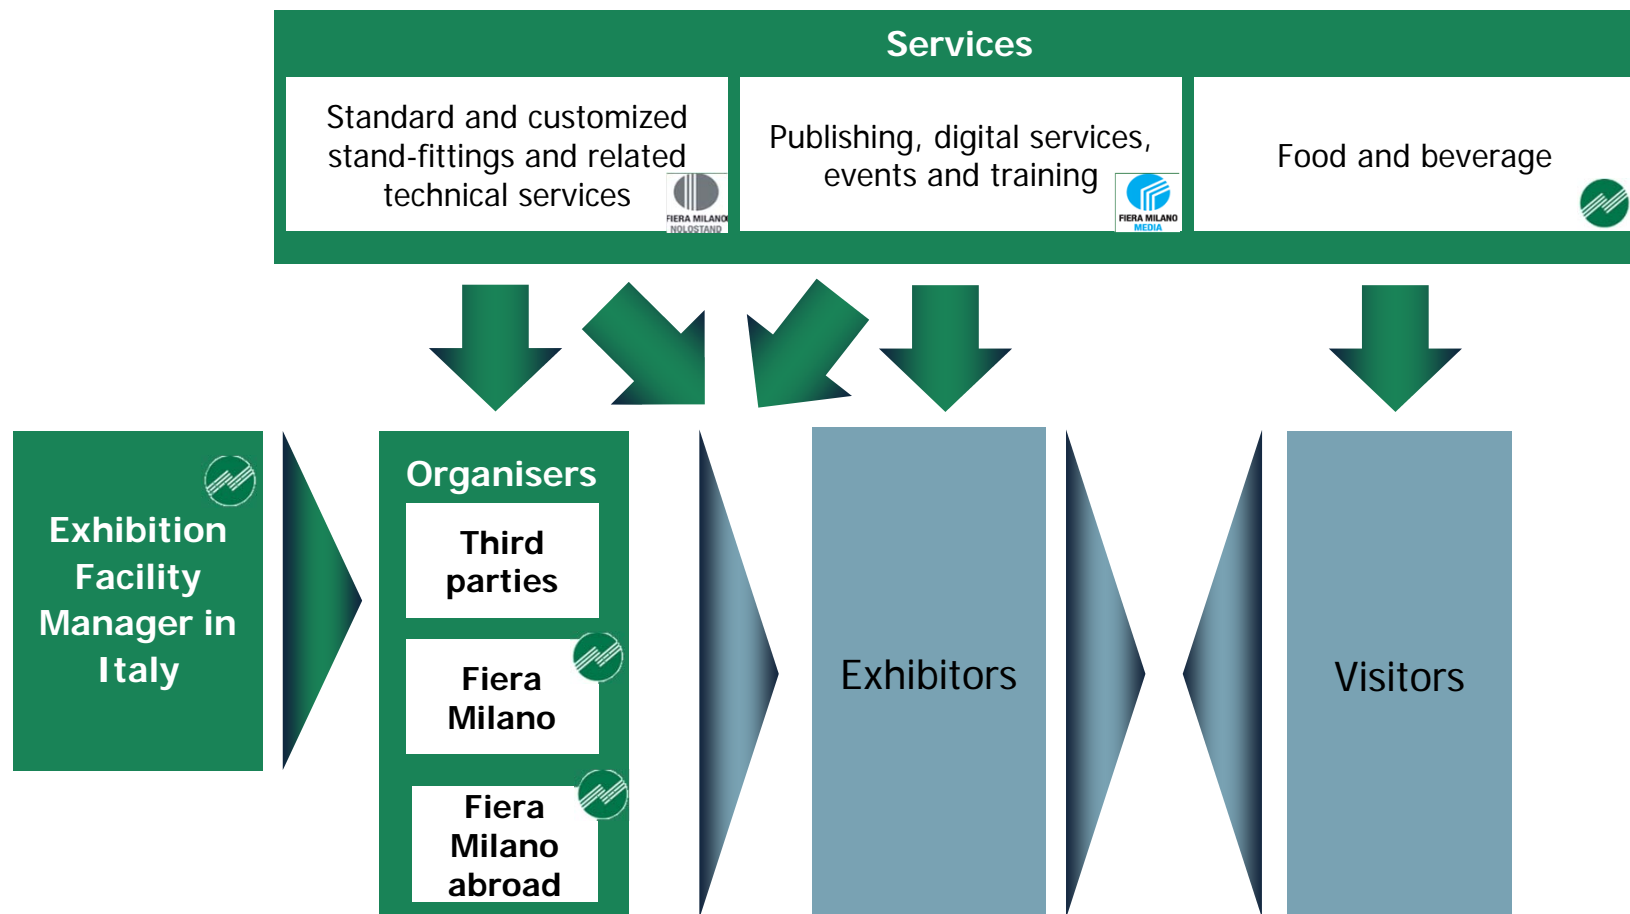 Services
Standard and customized
stand-fittings and related
technical services
FIERA MILANO
NOLOSTAND
Publishing, digital services,
events and training
FIERA MILANO
MEDIA
Food and beverage
Exhibition
Facility
Manager in
Italy
Organisers
Third
parties
Fiera
Milano
Fiera
Milano
abroad
Exhibitors
Visitors